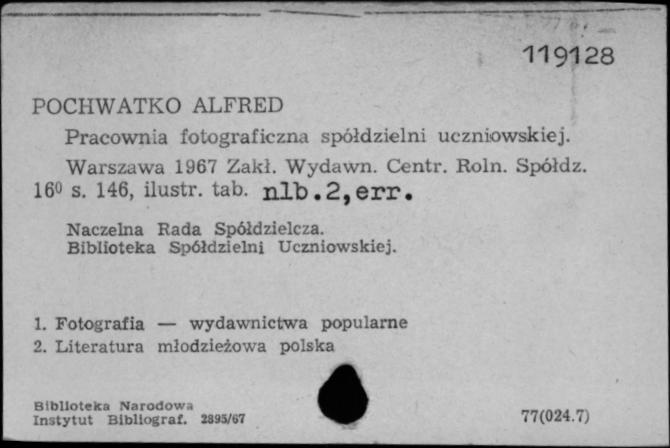 119128
POCHWATKO ALFRED
Pracownia fotograficzna spółdzielni uczniowskiej.
Warszawa 1967 Zakł. Wydawn. Centr. Roln. Spółdz.
16⁰ s. 146, ilustr. tab. nlb.2,err.
Naczelna Rada Spółdzielcza.
Biblioteka Spółdzielni Uczniowskiej.
1. Fotografia — wydawnictwa popularne
2. Literatura młodzieżowa polska
Biblioteka Narodowa
Instytut Bibliograf. 2895/67
77(024.7)